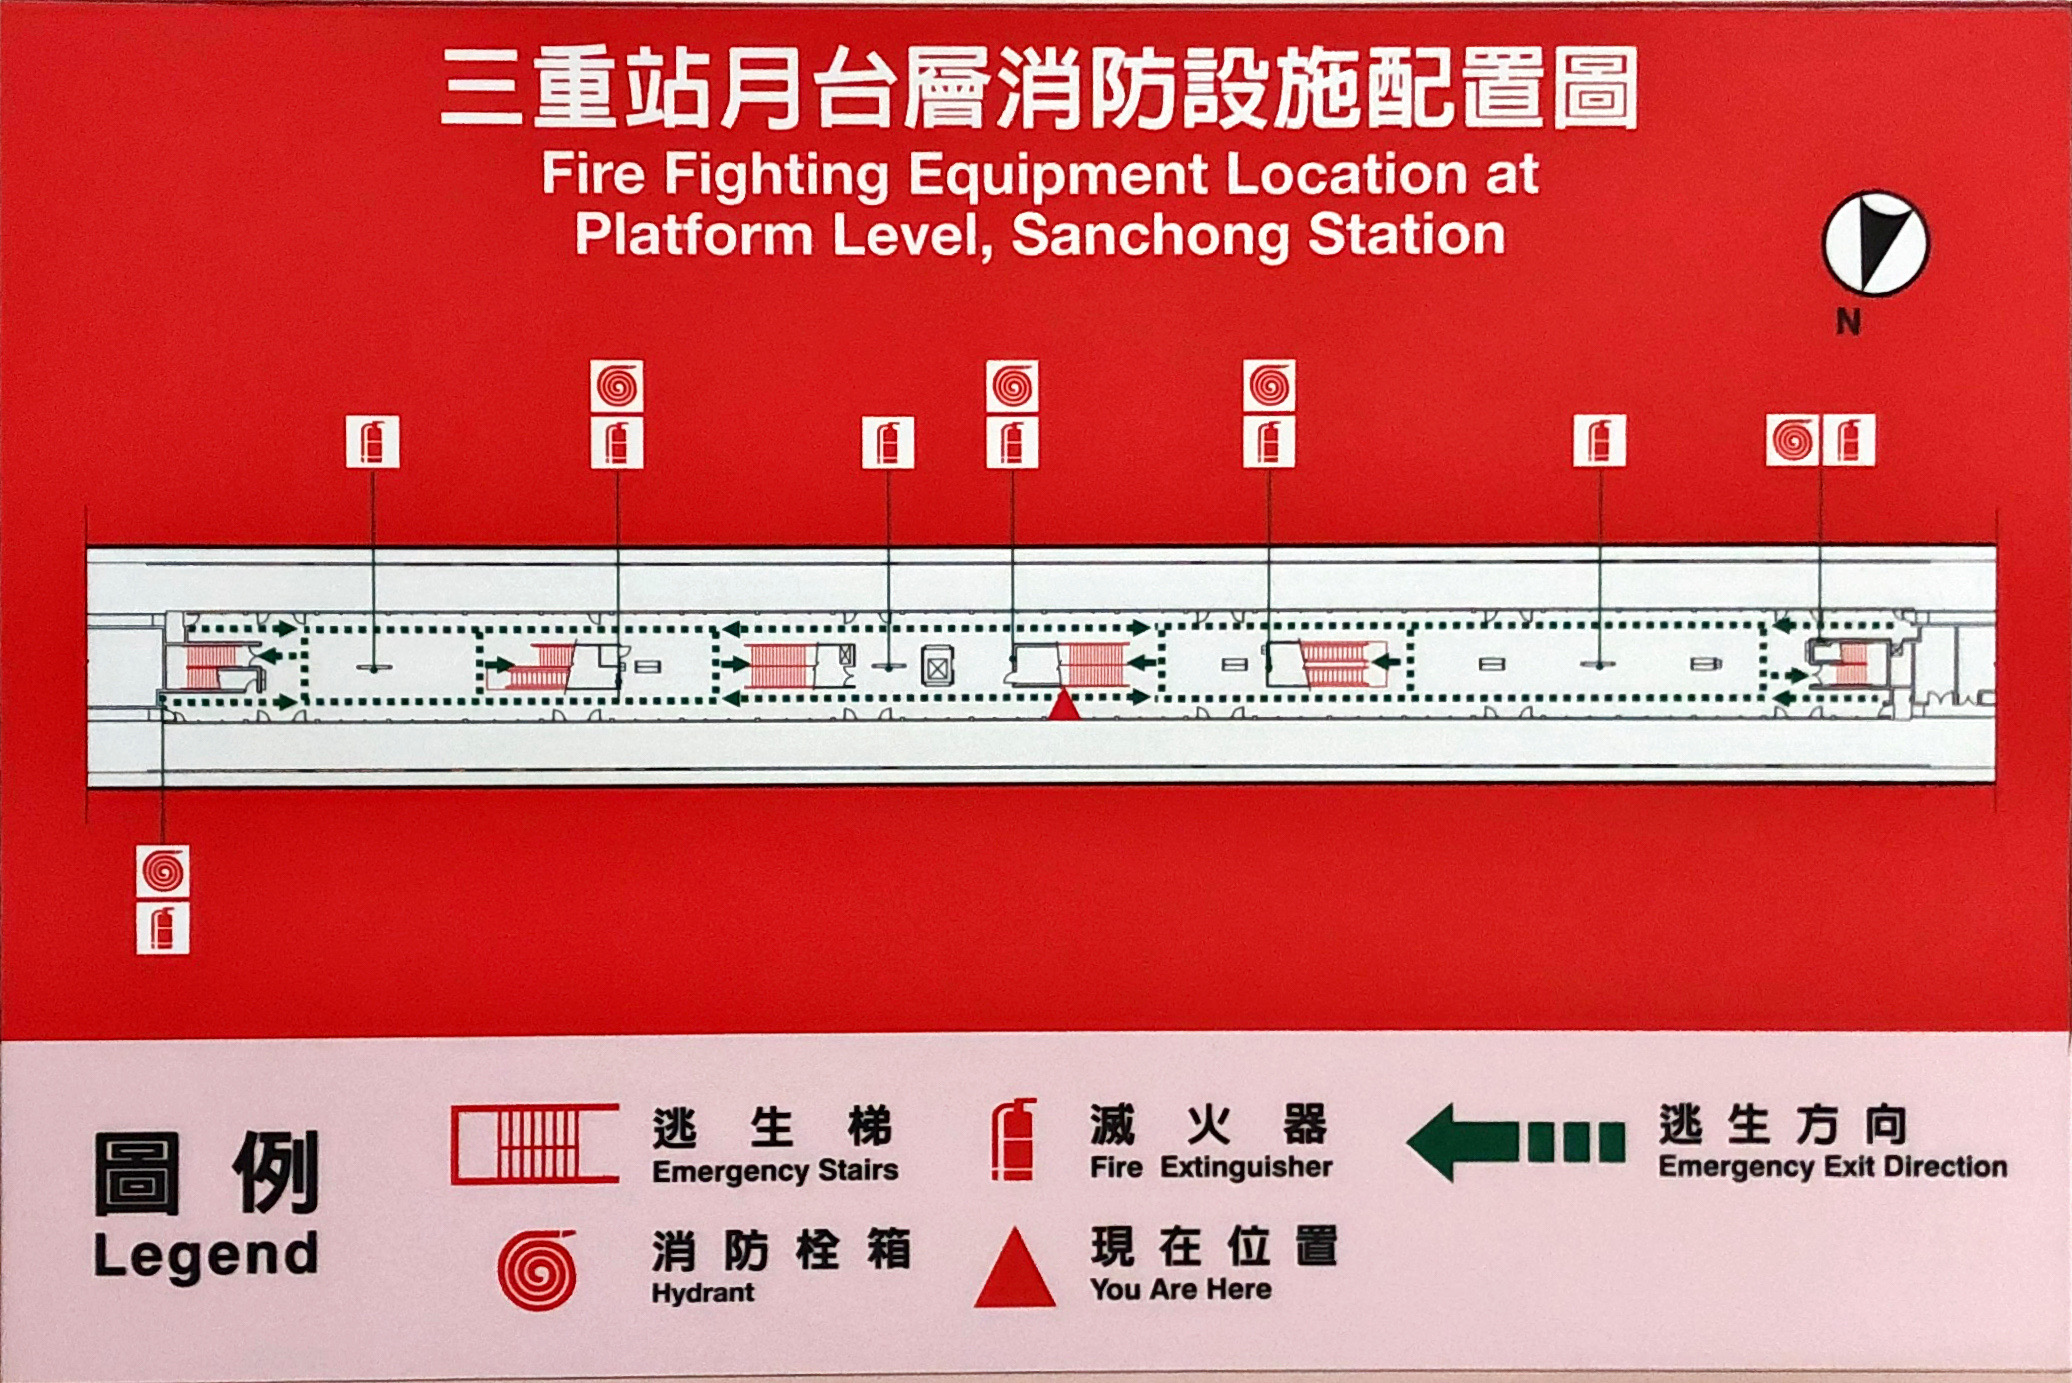 三重站月台層消防設施配置圖
Fire Fighting Equipment Location at
Platform Level, Sanchong Station
N
圖例
Legend
逃生梯
Emergency Stairs
滅火器
Fire Extinguisher
逃生方向
Emergency Exit Direction
消防栓箱
Hydrant
現在位置
You Are Here